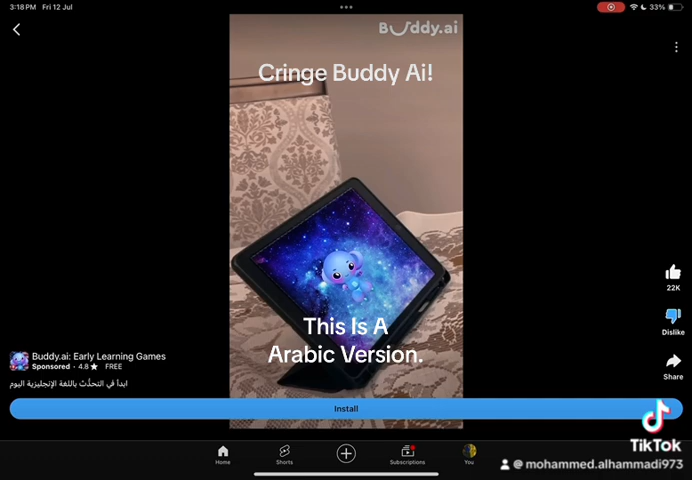 3:18 PM Fri 12 Jul
33%
Buddy.ai
Cringe Buddy Ai!
This Is A
Arabic Version.
22K
Dislike
Share
Buddy.ai: Early Learning Games
Sponsored · 4.8 ★ FREE
ابدأ في التحدُّث باللغة الإنجليزية اليوم
Install
TikTok
Home
Shorts
Subscriptions
You
@mohammed.alhammadi973